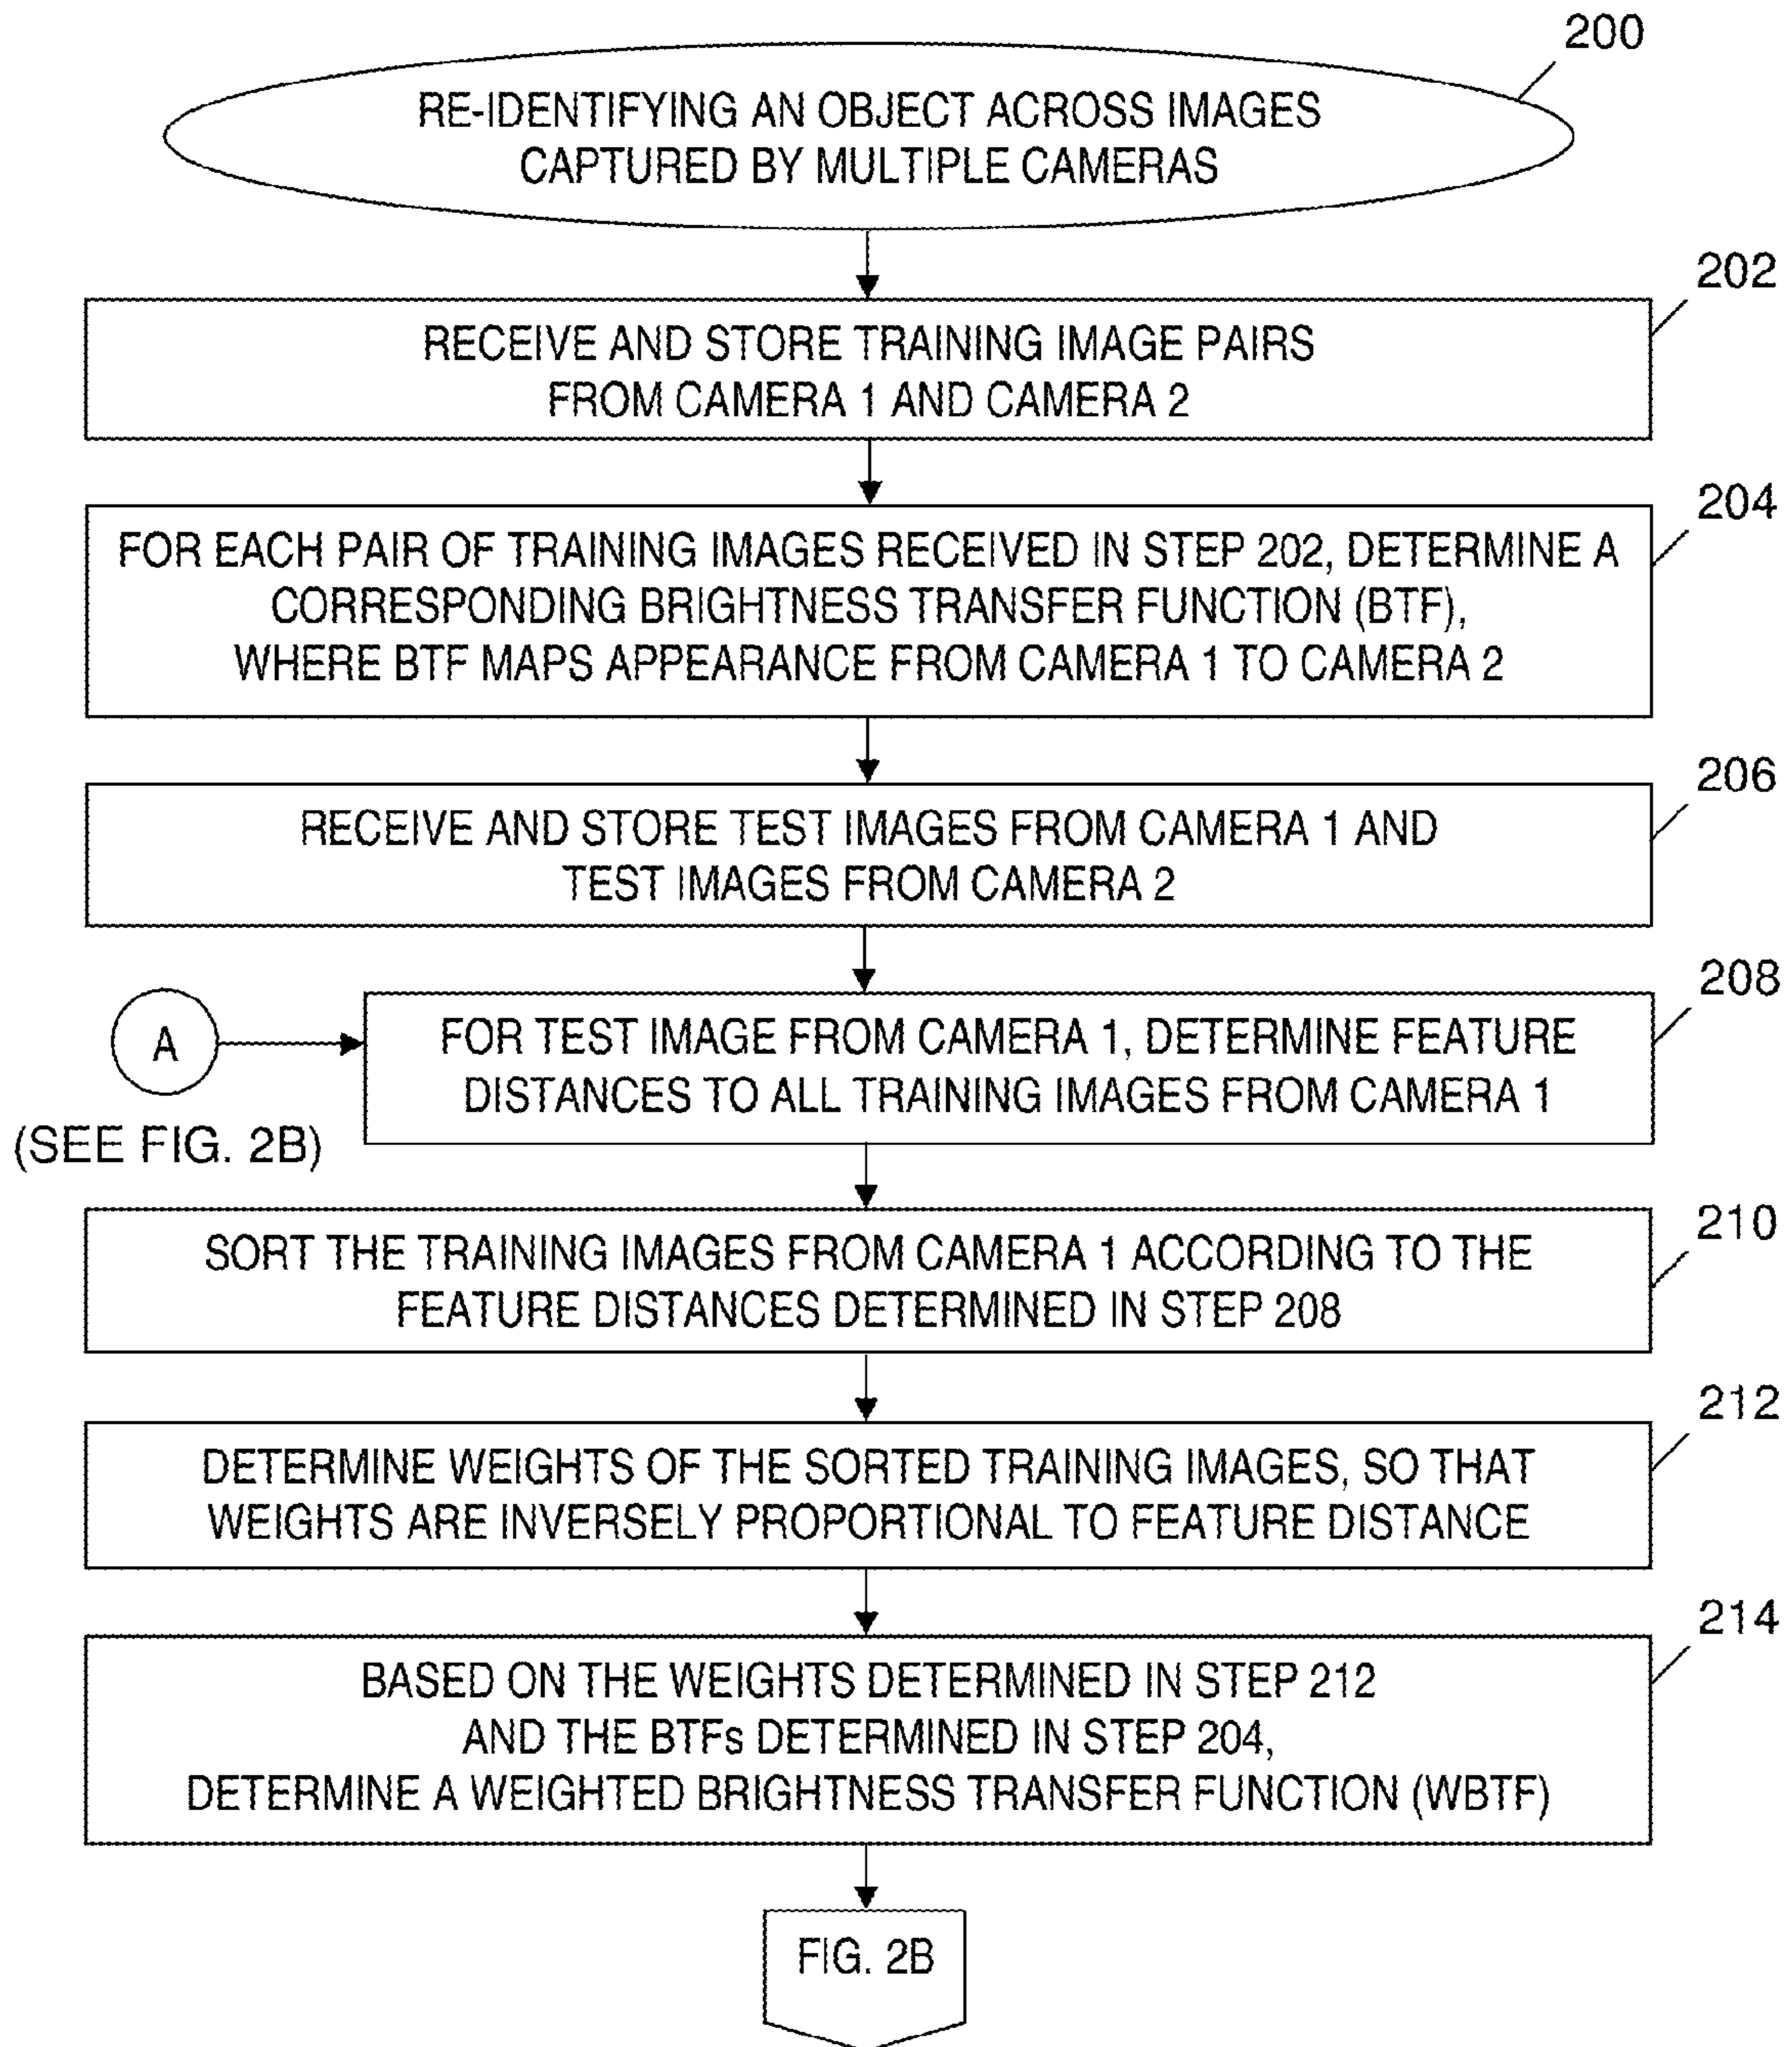 200
RE-IDENTIFYING AN OBJECT ACROSS IMAGES
CAPTURED BY MULTIPLE CAMERAS
202
RECEIVE AND STORE TRAINING IMAGE PAIRS
FROM CAMERA 1 AND CAMERA 2
204
FOR EACH PAIR OF TRAINING IMAGES RECEIVED IN STEP 202, DETERMINE A
CORRESPONDING BRIGHTNESS TRANSFER FUNCTION (BTF),
WHERE BTF MAPS APPEARANCE FROM CAMERA 1 TO CAMERA 2
206
RECEIVE AND STORE TEST IMAGES FROM CAMERA 1 AND
TEST IMAGES FROM CAMERA 2
208
A
(SEE FIG. 2B)
FOR TEST IMAGE FROM CAMERA 1, DETERMINE FEATURE
DISTANCES TO ALL TRAINING IMAGES FROM CAMERA 1
210
SORT THE TRAINING IMAGES FROM CAMERA 1 ACCORDING TO THE
FEATURE DISTANCES DETERMINED IN STEP 208
212
DETERMINE WEIGHTS OF THE SORTED TRAINING IMAGES, SO THAT
WEIGHTS ARE INVERSELY PROPORTIONAL TO FEATURE DISTANCE
214
BASED ON THE WEIGHTS DETERMINED IN STEP 212
AND THE BTFs DETERMINED IN STEP 204,
DETERMINE A WEIGHTED BRIGHTNESS TRANSFER FUNCTION (WBTF)
FIG. 2B